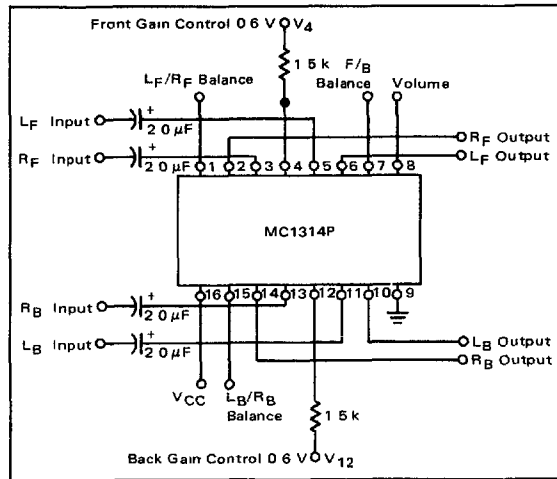 Front Gain Control 0 6 V V4
1 5 k
LF/RF Balance
F/B Balance
Volume
LF Input
+
2 0 μF
RF Input
2 0 μF
RF Output
LF Output
1 2 3 4 5 6 7 8
MC1314P
16 15 14 13 12 11 10 9
RB Input
+
2 0 μF
LB Input
+
2 0 μF
LB Output
RB Output
VCC
LB/RB Balance
1 5 k
Back Gain Control 0 6 V V12